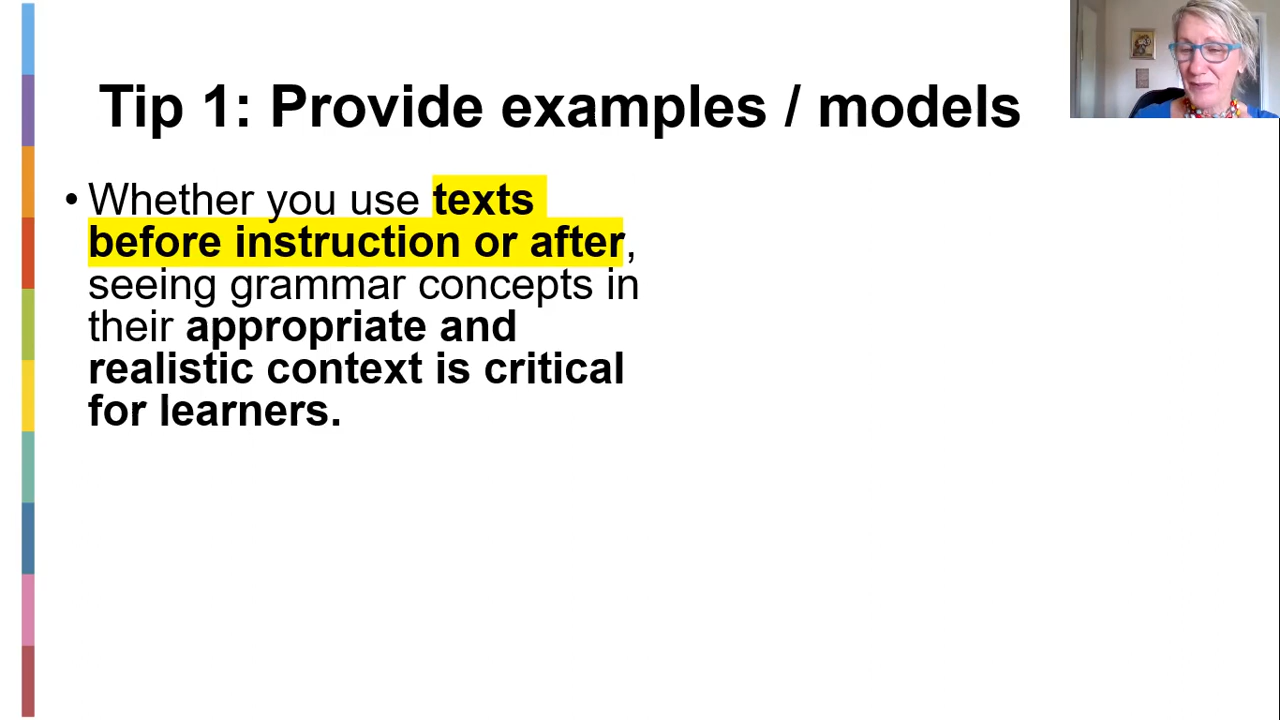 Tip 1: Provide examples / models
• Whether you use texts
before instruction or after,
seeing grammar concepts in
their appropriate and
realistic context is critical
for learners.